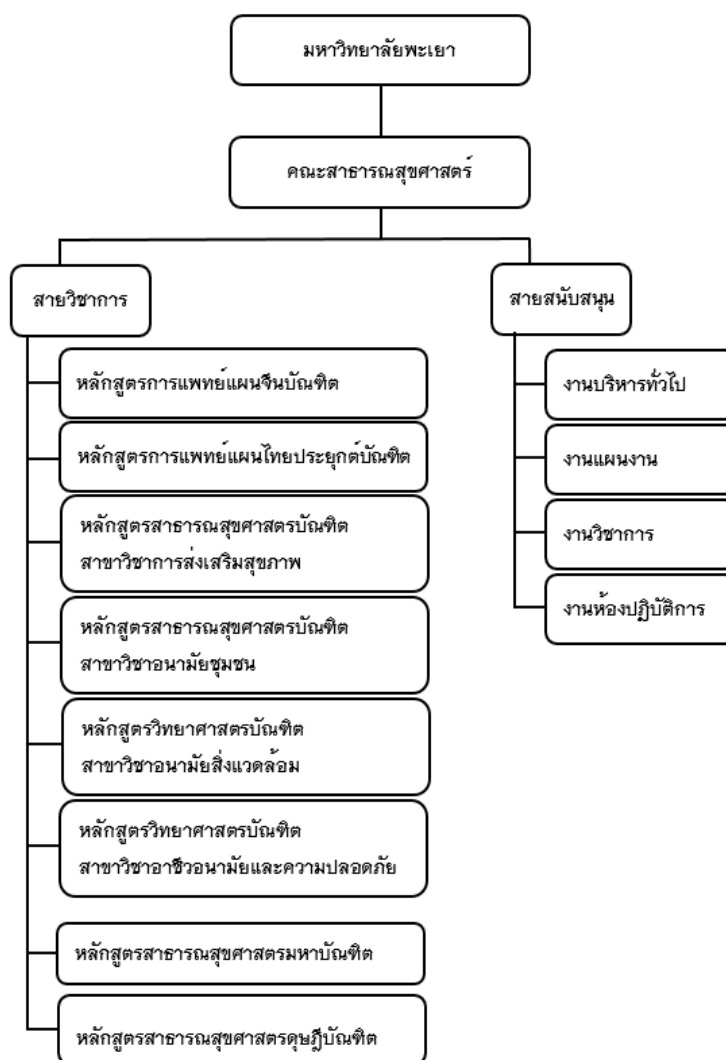 มหาวิทยาลัยพะเยา
คณะสาธารณสุขศาสตร์
สายวิชาการ
หลักสูตรการแพทย์แผนจีนบัณฑิต
หลักสูตรการแพทย์แผนไทยประยุกต์บัณฑิต
หลักสูตรสาธารณสุขศาสตรบัณฑิต
สาขาวิชาการส่งเสริมสุขภาพ
หลักสูตรสาธารณสุขศาสตรบัณฑิต
สาขาวิชาอนามัยชุมชน
หลักสูตรวิทยาศาสตรบัณฑิต
สาขาวิชาอนามัยสิ่งแวดล้อม
หลักสูตรวิทยาศาสตรบัณฑิต
สาขาวิชาอาชีวอนามัยและความปลอดภัย
หลักสูตรสาธารณสุขศาสตรมหาบัณฑิต
หลักสูตรสาธารณสุขศาสตรดุษฎีบัณฑิต
สายสนับสนุน
งานบริหารทั่วไป
งานแผนงาน
งานวิชาการ
งานห้องปฏิบัติการ